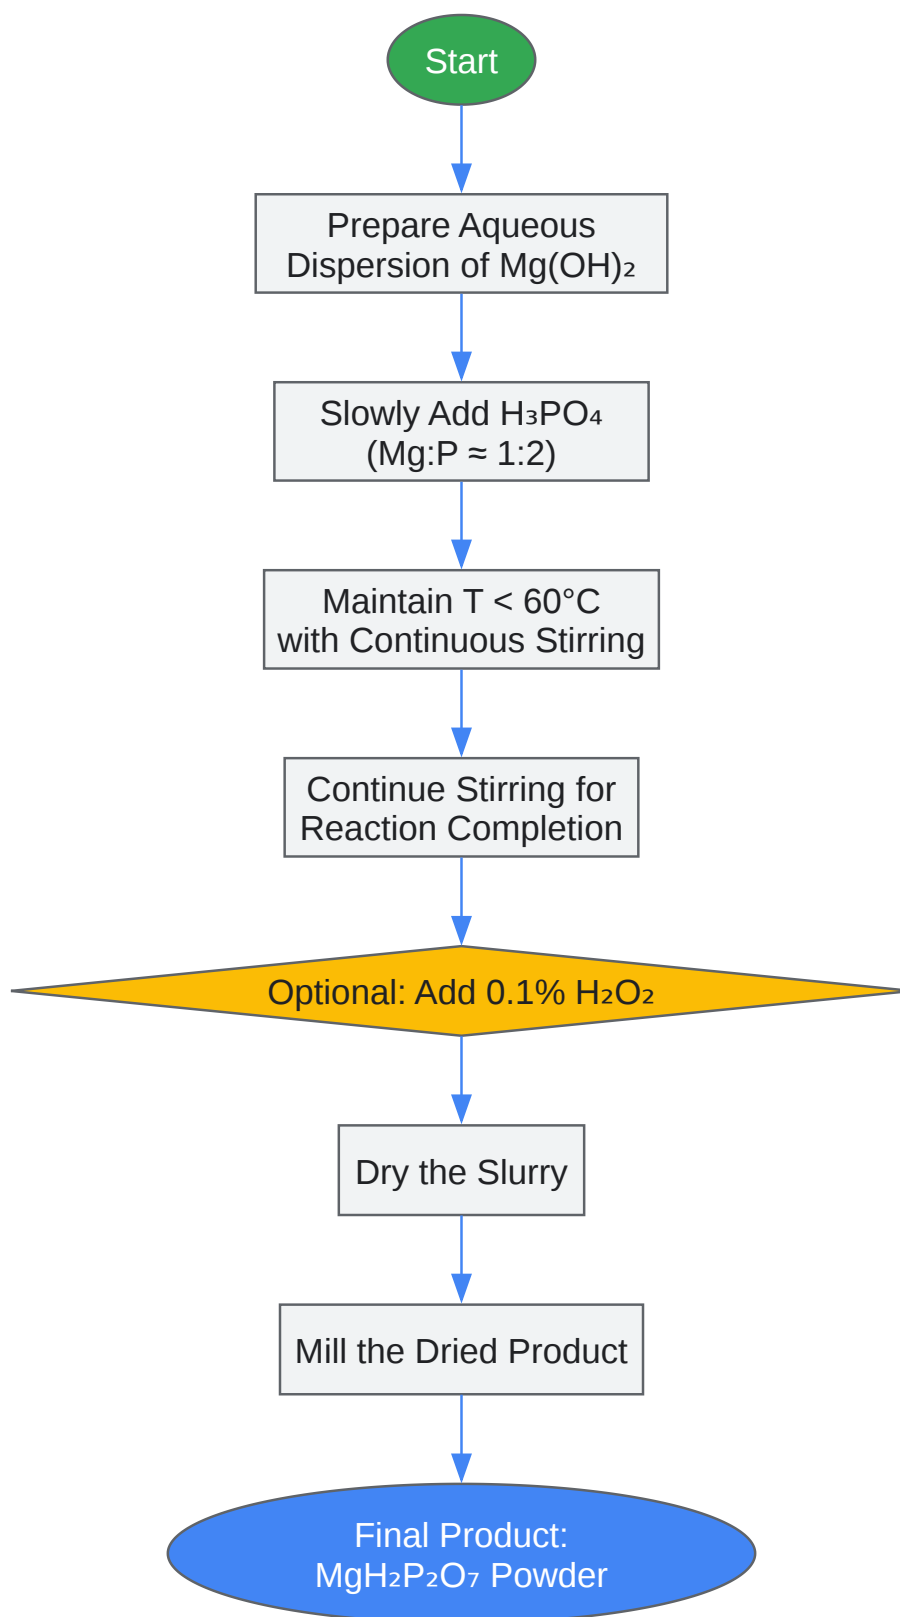 Start
Prepare Aqueous
Dispersion of Mg(OH)₂
Slowly Add H₃PO₄
(Mg:P ≈ 1:2)
Maintain T < 60°C
with Continuous Stirring
Continue Stirring for
Reaction Completion
Optional: Add 0.1% H₂O₂
Dry the Slurry
Mill the Dried Product
Final Product:
MgH₂P₂O₇ Powder